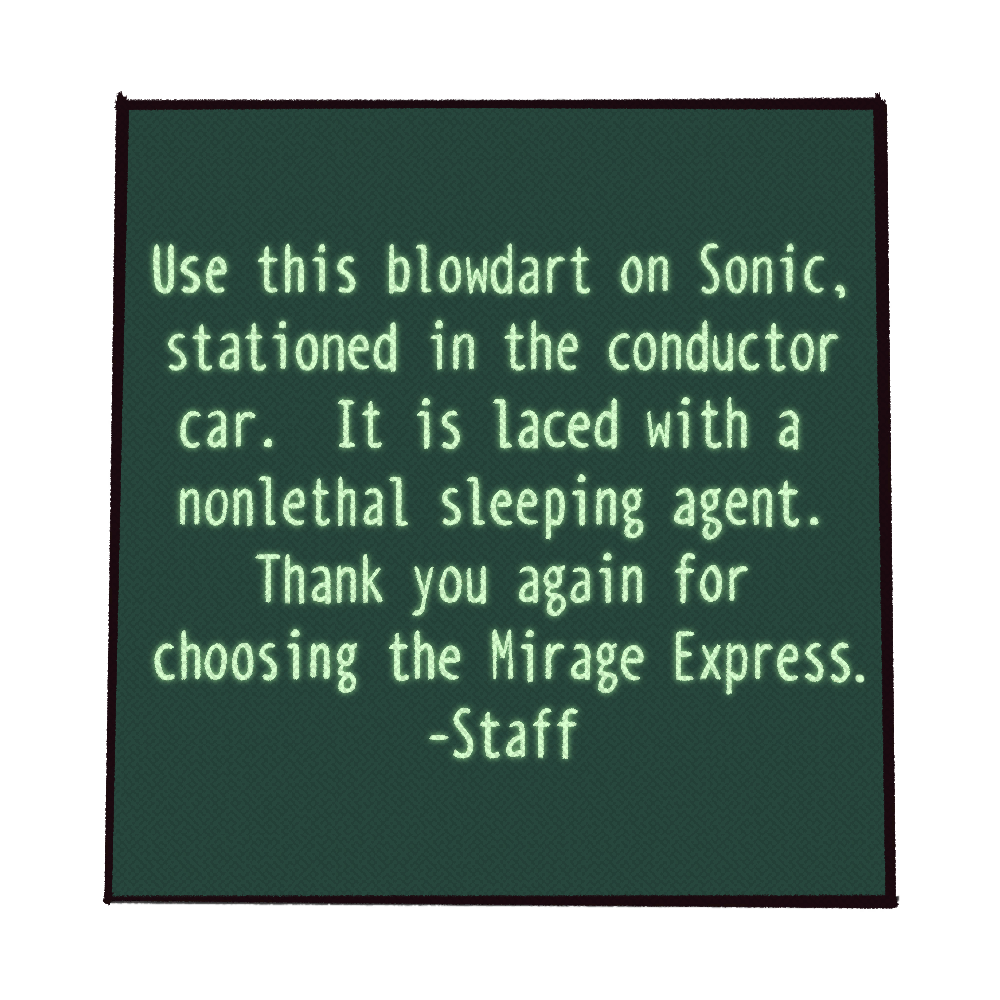 Use this blowdart on Sonic,
stationed in the conductor
car.  It is laced with a
nonlethal sleeping agent.
Thank you again for
choosing the Mirage Express.
-Staff